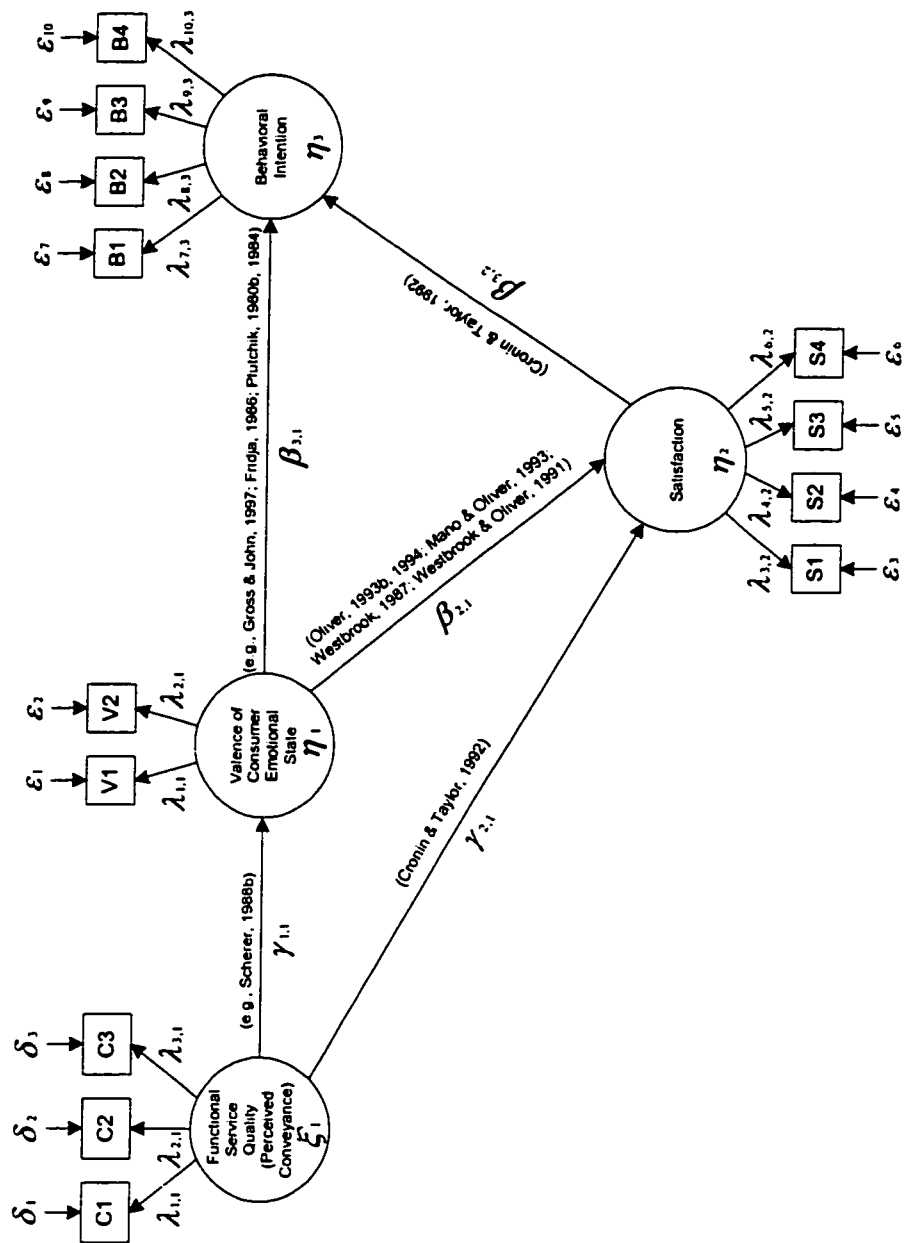 δ1
δ2
δ3
C1
C2
C3
λ1,1
λ2,1
λ3,1
Functional
Service
Quality
(Perceived
Conveyance)
ξ1
(e.g., Scherer, 1988b)
γ1,1
(Cronin & Taylor, 1992)
γ2,1
ε1
ε2
V1
V2
λ1,1
λ2,1
Valence of
Consumer
Emotional
State
η1
(e.g., Gross & John, 1997; Fridja, 1986; Plutchik, 1980b, 1984)
β3,1
(Oliver, 1993b, 1994; Mano & Oliver, 1993;
Westbrook, 1987; Westbrook & Oliver, 1991)
β2,1
Satisfaction
η2
λ3,2
λ4,2
λ5,2
λ6,2
S1
S2
S3
S4
ε3
ε4
ε5
ε6
(Cronin & Taylor, 1992)
β3,2
ε7
ε8
ε9
ε10
B1
B2
B3
B4
λ7,3
λ8,3
λ9,3
λ10,3
Behavioral
Intention
η3